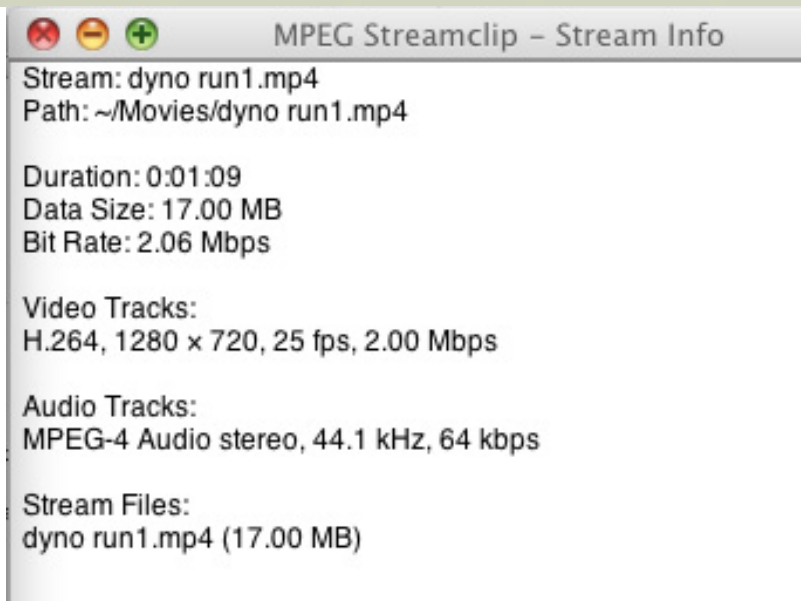 MPEG Streamclip – Stream Info
Stream: dyno run1.mp4
Path: ~/Movies/dyno run1.mp4
Duration: 0:01:09
Data Size: 17.00 MB
Bit Rate: 2.06 Mbps
Video Tracks:
H.264, 1280 × 720, 25 fps, 2.00 Mbps
Audio Tracks:
MPEG-4 Audio stereo, 44.1 kHz, 64 kbps
Stream Files:
dyno run1.mp4 (17.00 MB)